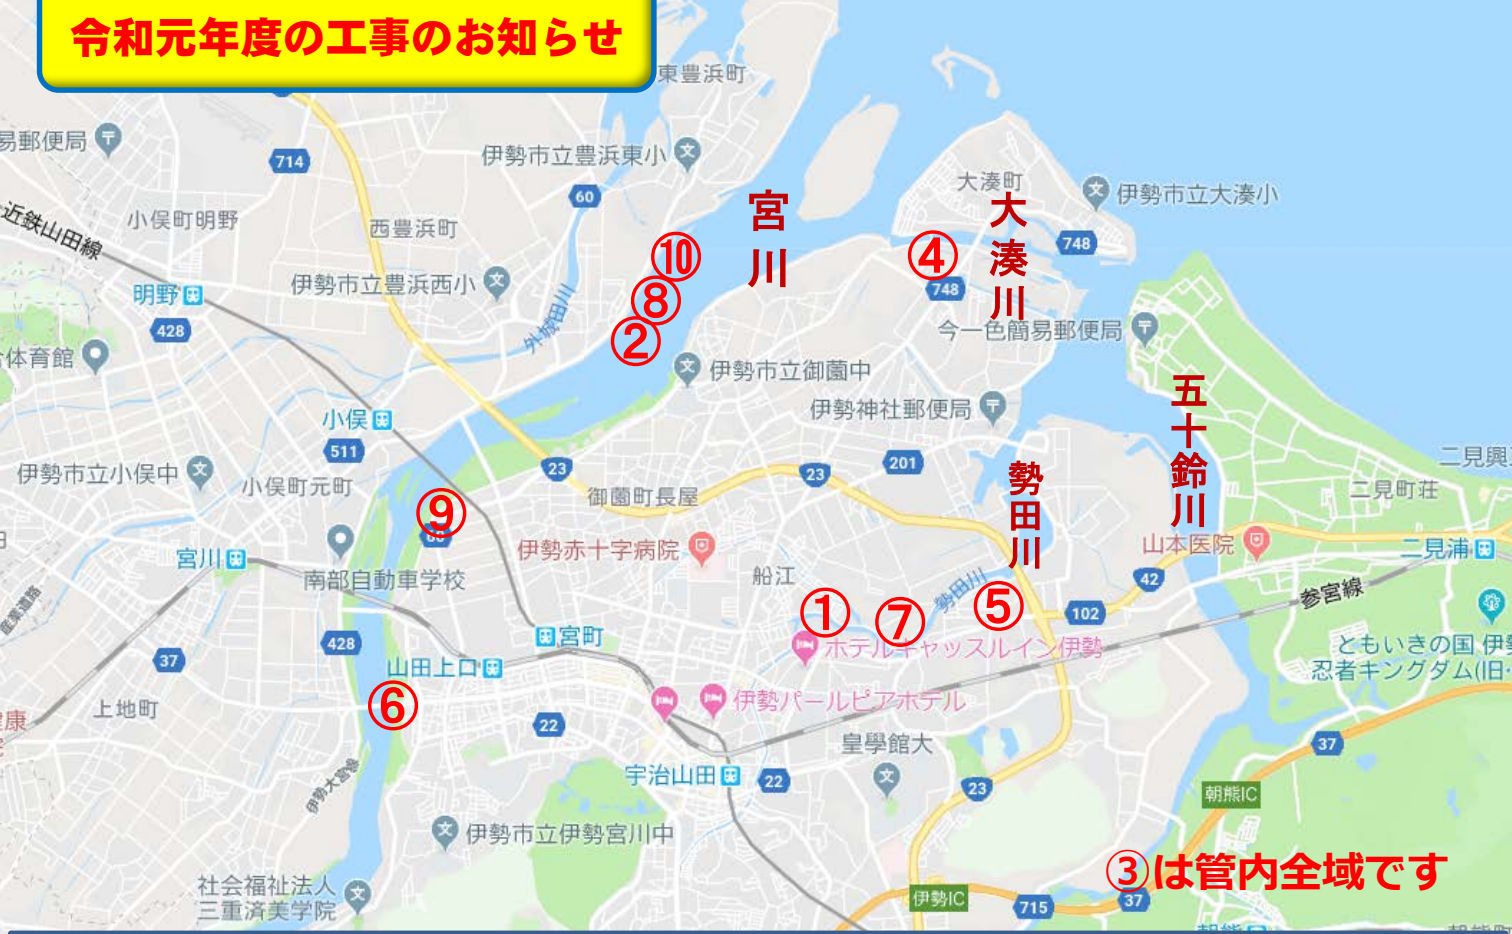 令和元年度の工事のお知らせ
東豊浜町
易郵便局
714
伊勢市立豊浜東小
60
大湊町
伊勢市立大湊小
宮川
大湊川
近鉄山田線
小俣町明野
西豊浜町
748
⑩
④
伊勢市立豊浜西小
明野
⑧
748
外城田川
428
今一色簡易郵便局
②
体育館
伊勢市立御薗中
五十鈴川
小俣
伊勢神社郵便局
511
23
201
二見興
伊勢市立小俣中
小俣町元町
23
勢田川
御薗町長屋
二見町荘
⑨
宮川
伊勢赤十字病院
山本医院
二見浦
南部自動車学校
船江
勢田川
42
参宮線
産業道路
①
⑦
⑤
102
428
宮町
ホテルキャッスルイン伊勢
ともいきの国 伊勢
忍者キングダム(旧・
37
山田上口
⑥
上地町
伊勢パールピアホテル
健康
22
皇學館大
37
宇治山田
22
23
伊勢大宮線
朝熊IC
伊勢市立伊勢宮川中
③は管内全域です
社会福祉法人
三重済美学院
伊勢IC
715
37